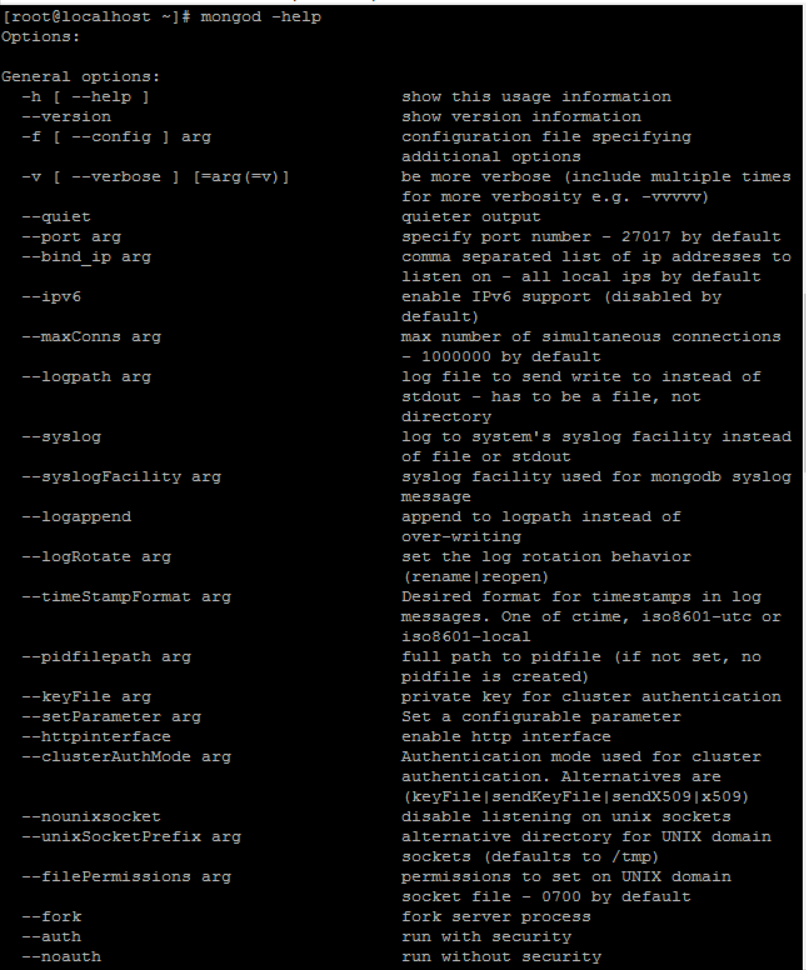 [root@localhost ~]# mongod -help
Options:
General options:
-h [ --help ] show this usage information
--version show version information
-f [ --config ] arg configuration file specifying
additional options
-v [ --verbose ] [=arg(=v)] be more verbose (include multiple times
for more verbosity e.g. -vvvvv)
--quiet quieter output
--port arg specify port number - 27017 by default
--bind_ip arg comma separated list of ip addresses to
listen on - all local ips by default
--ipv6 enable IPv6 support (disabled by
default)
--maxConns arg max number of simultaneous connections
- 1000000 by default
--logpath arg log file to send write to instead of
stdout - has to be a file, not
directory
--syslog log to system's syslog facility instead
of file or stdout
--syslogFacility arg syslog facility used for mongodb syslog
message
--logappend append to logpath instead of
over-writing
--logRotate arg set the log rotation behavior
(rename|reopen)
--timeStampFormat arg Desired format for timestamps in log
messages. One of ctime, iso8601-utc or
iso8601-local
--pidfilepath arg full path to pidfile (if not set, no
pidfile is created)
--keyFile arg private key for cluster authentication
--setParameter arg Set a configurable parameter
--httpinterface enable http interface
--clusterAuthMode arg Authentication mode used for cluster
authentication. Alternatives are
(keyFile|sendKeyFile|sendX509|x509)
--nounixsocket disable listening on unix sockets
--unixSocketPrefix arg alternative directory for UNIX domain
sockets (defaults to /tmp)
--filePermissions arg permissions to set on UNIX domain
socket file - 0700 by default
--fork fork server process
--auth run with security
--noauth run without security